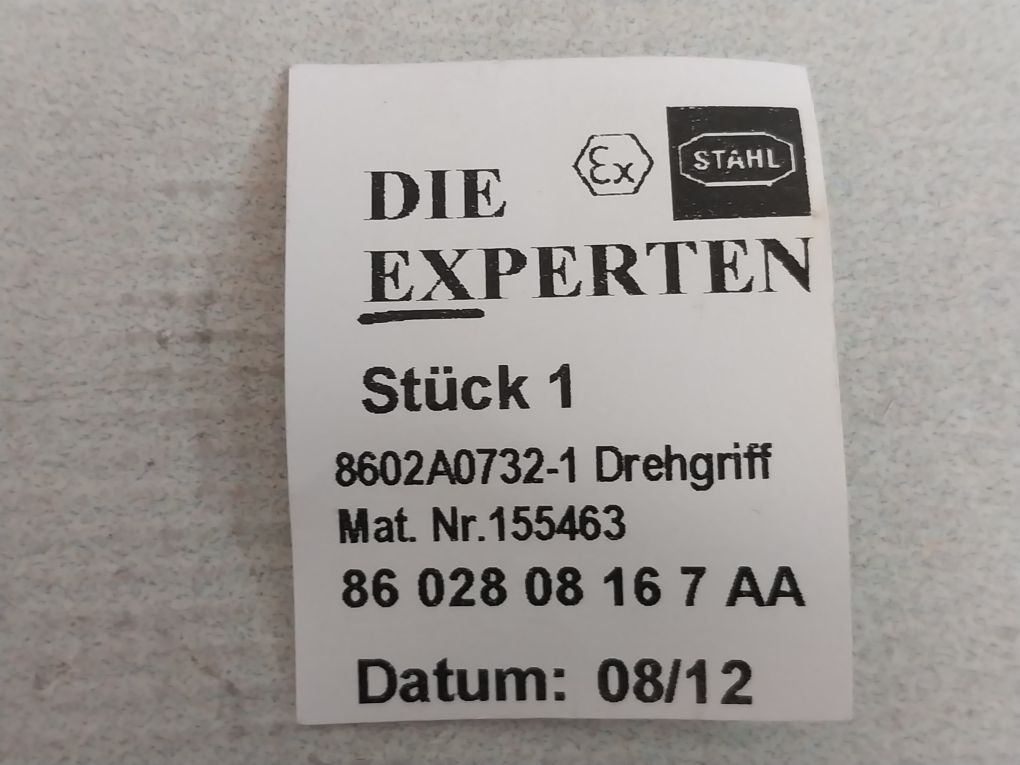 DIE Ex STAHL
EXPERTEN
Stück 1
8602A0732-1 Drehgriff
Mat. Nr.155463
86 028 08 16 7 AA
Datum: 08/12